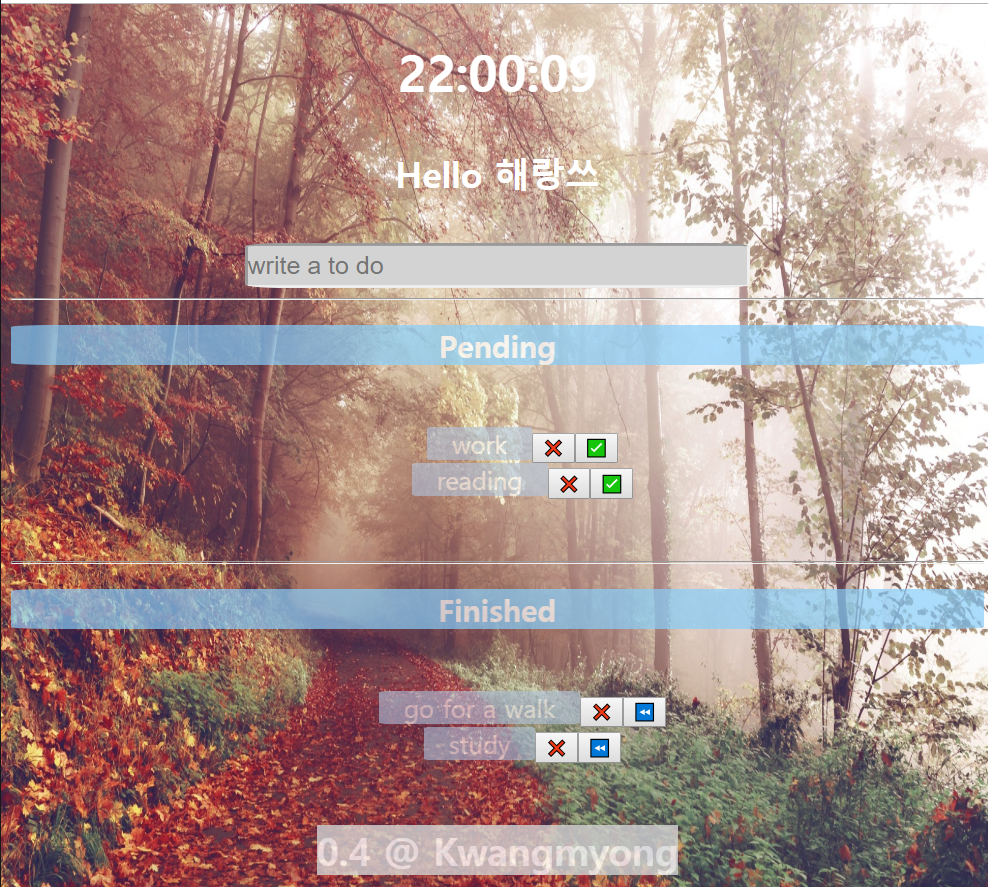 22:00:09
Hello 해랑쓰
write a to do
Pending
work
reading
Finished
go for a walk
study
0.4 @ Kwangmyong